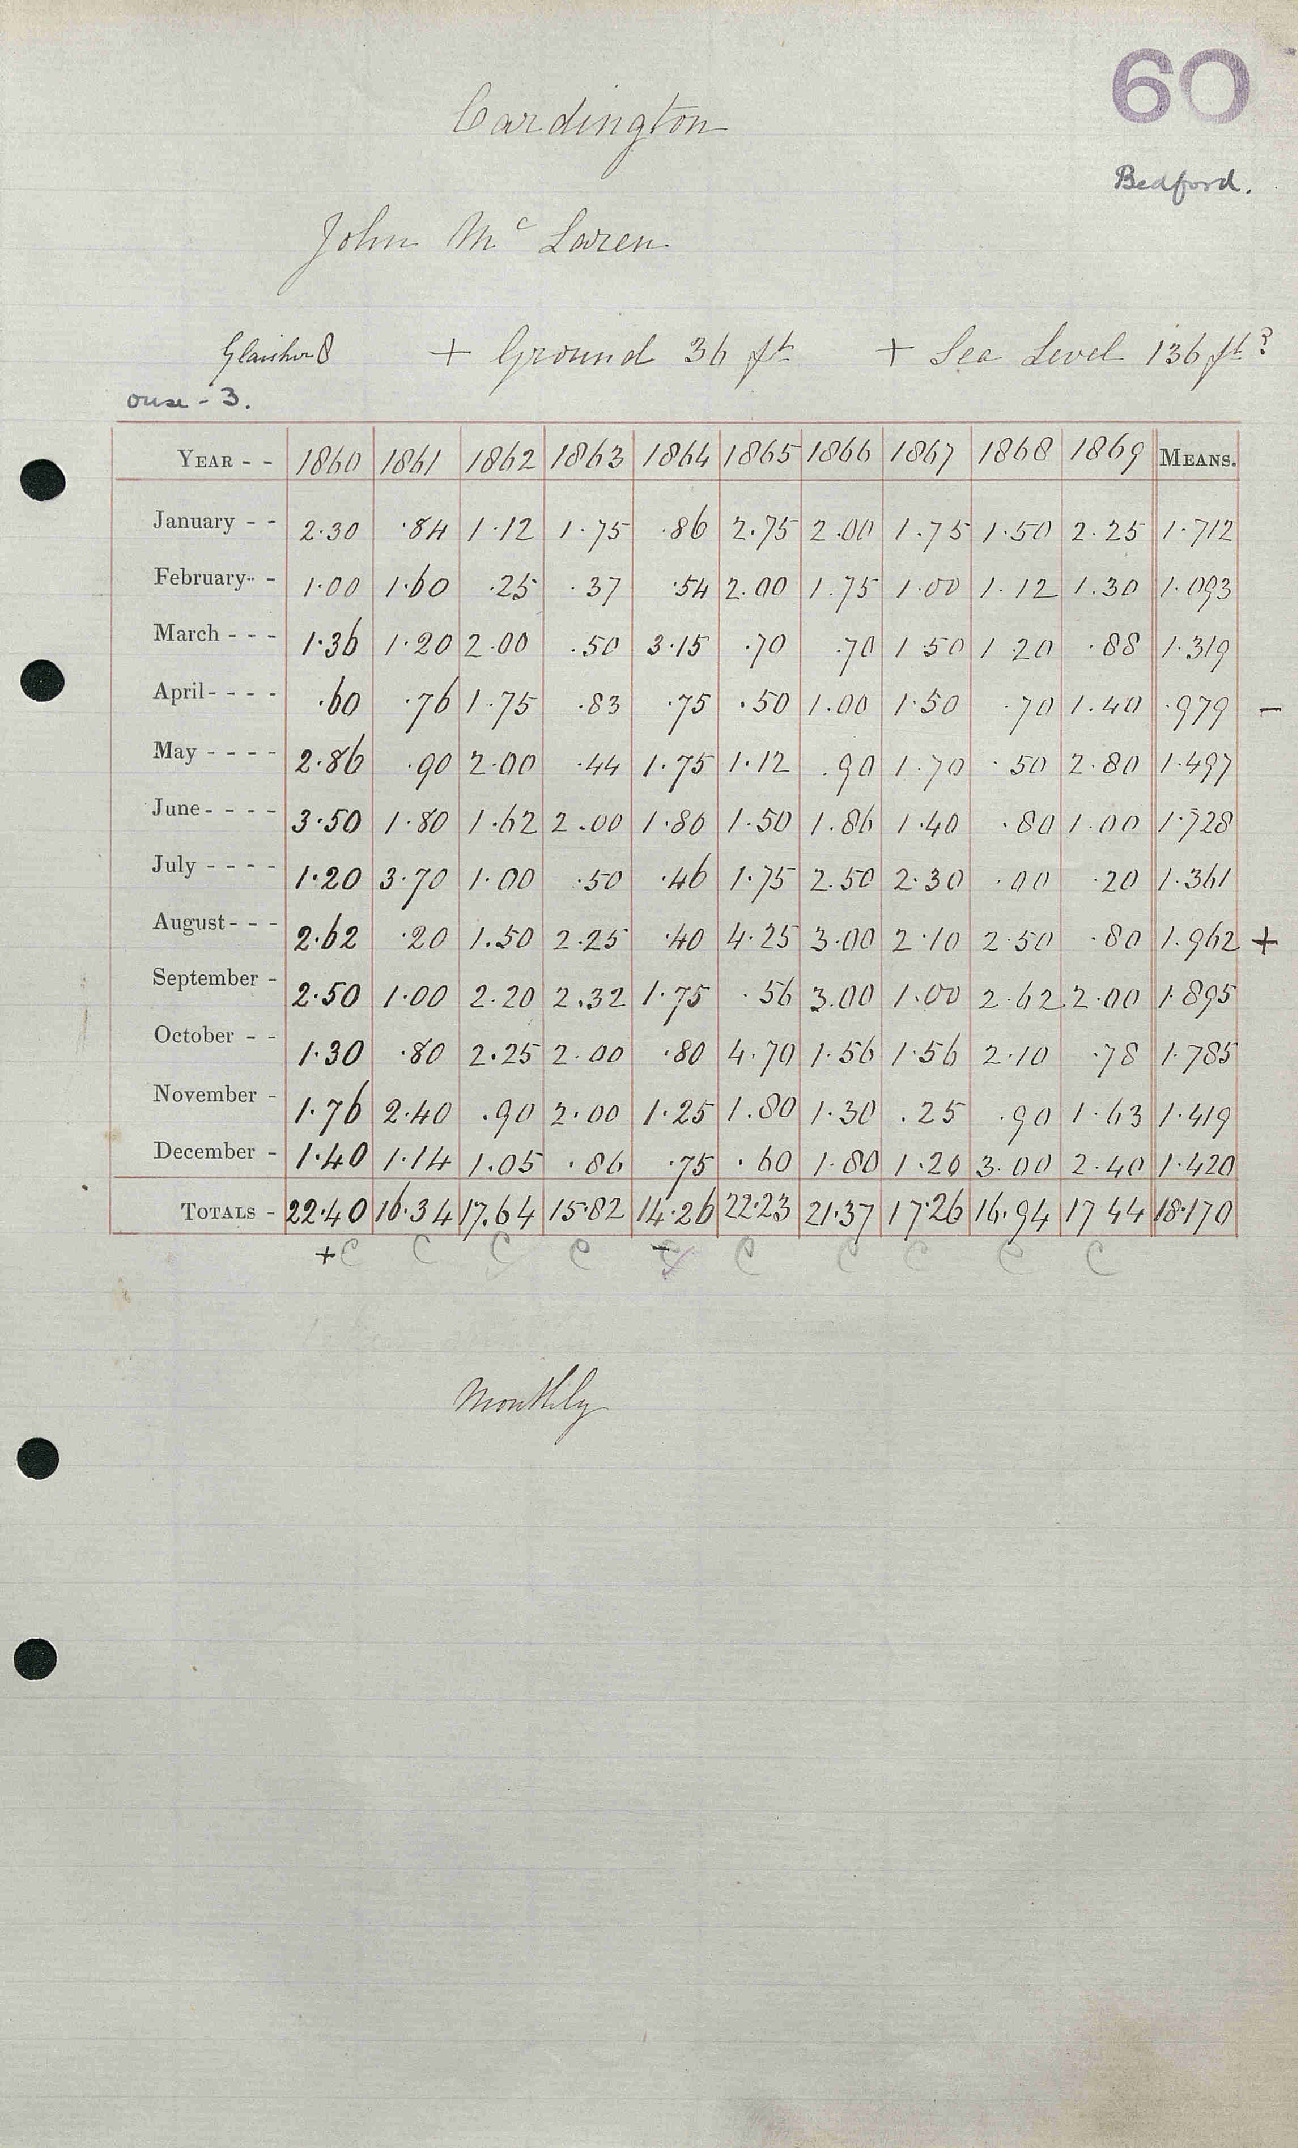 60
Cardington
Bedford.
John Mc Laren
Glaisher 8 + Ground 36 ft + Sea Level 136 ft?
ouse - 3.
YEAR - - 1860 1861 1862 1863 1864 1865 1866 1867 1868 1869 MEANS.
January - - 2.30 .84 1.12 1.75 .86 2.75 2.00 1.75 1.50 2.25 1.712
February - - 1.00 1.60 .25 .37 .54 2.00 1.75 1.00 1.12 1.30 1.093
March - - - 1.36 1.20 2.00 .50 3.15 .70 .70 1.50 1.20 .88 1.319
April - - - - .60 .76 1.75 .83 .75 .50 1.00 1.50 .70 1.40 .979 -
May - - - - 2.86 .90 2.00 .44 1.75 1.12 .90 1.70 .50 2.80 1.497
June - - - - 3.50 1.80 1.62 2.00 1.80 1.50 1.86 1.40 .80 1.00 1.728
July - - - - 1.20 3.70 1.00 .50 .46 1.75 2.50 2.30 .00 .20 1.361
August - - - 2.62 .20 1.50 2.25 .40 4.25 3.00 2.10 2.50 .80 1.962 +
September - 2.50 1.00 2.20 2.32 1.75 .56 3.00 1.00 2.62 2.00 1.895
October - - 1.30 .80 2.25 2.00 .80 4.70 1.56 1.56 2.10 .78 1.785
November - 1.76 2.40 .90 2.00 1.25 1.80 1.30 .25 .90 1.63 1.419
December - 1.40 1.14 1.05 .86 .75 .60 1.80 1.20 3.00 2.40 1.420
TOTALS - 22.40 16.34 17.64 15.82 14.26 22.23 21.37 17.26 16.94 17.44 18.170
+ C C C C - C C C C C C
Monthly